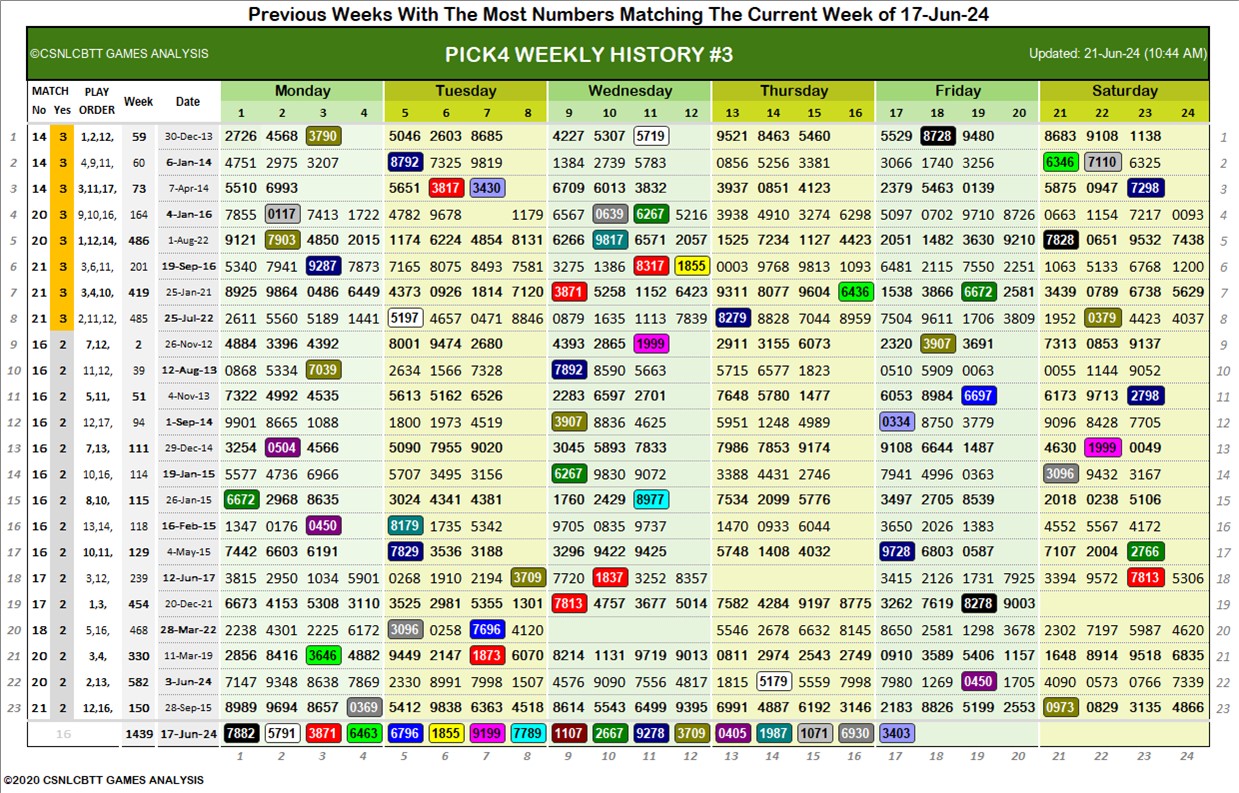 Previous Weeks With The Most Numbers Matching The Current Week of 17-Jun-24
©CSNLCBTT GAMES ANALYSIS PICK4 WEEKLY HISTORY #3 Updated: 21-Jun-24 (10:44 AM)
MATCH PLAY Week Date Monday Tuesday Wednesday Thursday Friday Saturday
No Yes ORDER 1 2 3 4 5 6 7 8 9 10 11 12 13 14 15 16 17 18 19 20 21 22 23 24
1 14 3 1,2,12, 59 30-Dec-13 2726 4568 3790 5046 2603 8685 4227 5307 5719 9521 8463 5460 5529 8728 9480 8683 9108 1138 1
2 14 3 4,9,11, 60 6-Jan-14 4751 2975 3207 8792 7325 9819 1384 2739 5783 0856 5256 3381 3066 1740 3256 6346 7110 6325 2
3 14 3 3,11,17, 73 7-Apr-14 5510 6993 5651 3817 3430 6709 6013 3832 3937 0851 4123 2379 5463 0139 5875 0947 7298 3
4 20 3 9,10,16, 164 4-Jan-16 7855 0117 7413 1722 4782 9678 1179 6567 0639 6267 5216 3938 4910 3274 6298 5097 0702 9710 8726 0663 1154 7217 0093 4
5 20 3 1,12,14, 486 1-Aug-22 9121 7903 4850 2015 1174 6224 4854 8131 6266 9817 6571 2057 1525 7234 1127 4423 2051 1482 3630 9210 7828 0651 9532 7438 5
6 21 3 3,6,11, 201 19-Sep-16 5340 7941 9287 7873 7165 8075 8493 7581 3275 1386 8317 1855 0003 9768 9813 1093 6481 2115 7550 2251 1063 5133 6768 1200 6
7 21 3 3,4,10, 419 25-Jan-21 8925 9864 0486 6449 4373 0926 1814 7120 3871 5258 1152 6423 9311 8077 9604 6436 1538 3866 6672 2581 3439 0789 6738 5629 7
8 21 3 2,11,12, 485 25-Jul-22 2611 5560 5189 1441 5197 4657 0471 8846 0879 1635 1113 7839 8279 8828 7044 8959 7504 9611 1706 3809 1952 0379 4423 4037 8
9 16 2 7,12, 2 26-Nov-12 4884 3396 4392 8001 9474 2680 4393 2865 1999 2911 3155 6073 2320 3907 3691 7313 0853 9137 9
10 16 2 11,12, 39 12-Aug-13 0868 5334 7039 2634 1566 7328 7892 8590 5663 5715 6577 1823 0510 5909 0063 0055 1144 9052 10
11 16 2 5,11, 51 4-Nov-13 7322 4992 4535 5613 5162 6526 2283 6597 2701 7648 5780 1477 6053 8984 6697 6173 9713 2798 11
12 16 2 12,17, 94 1-Sep-14 9901 8665 1088 1800 1973 4519 3907 8836 4625 5951 1248 4989 0334 8750 3779 9096 8428 7705 12
13 16 2 7,13, 111 29-Dec-14 3254 0504 4566 5090 7955 9020 3045 5893 7833 7986 7853 9174 9108 6644 1487 4630 1999 0049 13
14 16 2 10,16, 114 19-Jan-15 5577 4736 6966 5707 3495 3156 6267 9830 9072 3388 4431 2746 7941 4996 0363 3096 9432 3167 14
15 16 2 8,10, 115 26-Jan-15 6672 2968 8635 3024 4341 4381 1760 2429 8977 7534 2099 5776 3497 2705 8539 2018 0238 5106 15
16 16 2 13,14, 118 16-Feb-15 1347 0176 0450 8179 1735 5342 9705 0835 9737 1470 0933 6044 3650 2026 1383 4552 5567 4172 16
17 16 2 10,11, 129 4-May-15 7442 6603 6191 7829 3536 3188 3296 9422 9425 5748 1408 4032 9728 6803 0587 7107 2004 2766 17
18 17 2 3,12, 239 12-Jun-17 3815 2950 1034 5901 0268 1910 2194 3709 7720 1837 3252 8357 3415 2126 1731 7925 3394 9572 7813 5306 18
19 17 2 1,3, 454 20-Dec-21 6673 4153 5308 3110 3525 2981 5355 1301 7813 4757 3677 5014 7582 4284 9197 8775 3262 7619 8278 9003 19
20 18 2 5,16, 468 28-Mar-22 2238 4301 2225 6172 3096 0258 7696 4120 5546 2678 6632 8145 8650 2581 1298 3678 2302 7197 5987 4620 20
21 20 2 3,4, 330 11-Mar-19 2856 8416 3646 4882 9449 2147 1873 6070 8214 1131 9719 9013 0811 2974 2543 2749 0910 3589 5406 1157 1648 8914 9518 6835 21
22 20 2 2,13, 582 3-Jun-24 7147 9348 8638 7869 2330 8991 7998 1507 4576 9090 7556 4817 1815 5179 5559 7998 7980 1269 0450 1705 4090 0573 0766 7339 22
23 21 2 12,16, 150 28-Sep-15 8989 9694 8657 0369 5412 9838 6363 4518 8614 5543 6499 9395 6991 4887 6192 3146 2183 8826 5199 2553 0973 0829 3135 4866 23
16 1439 17-Jun-24 7882 5791 3871 6463 6796 1855 9199 7789 1107 2667 9278 3709 0405 1987 1071 6930 3403
1 2 3 4 5 6 7 8 9 10 11 12 13 14 15 16 17 18 19 20 21 22 23 24
©2020 CSNLCBTT GAMES ANALYSIS